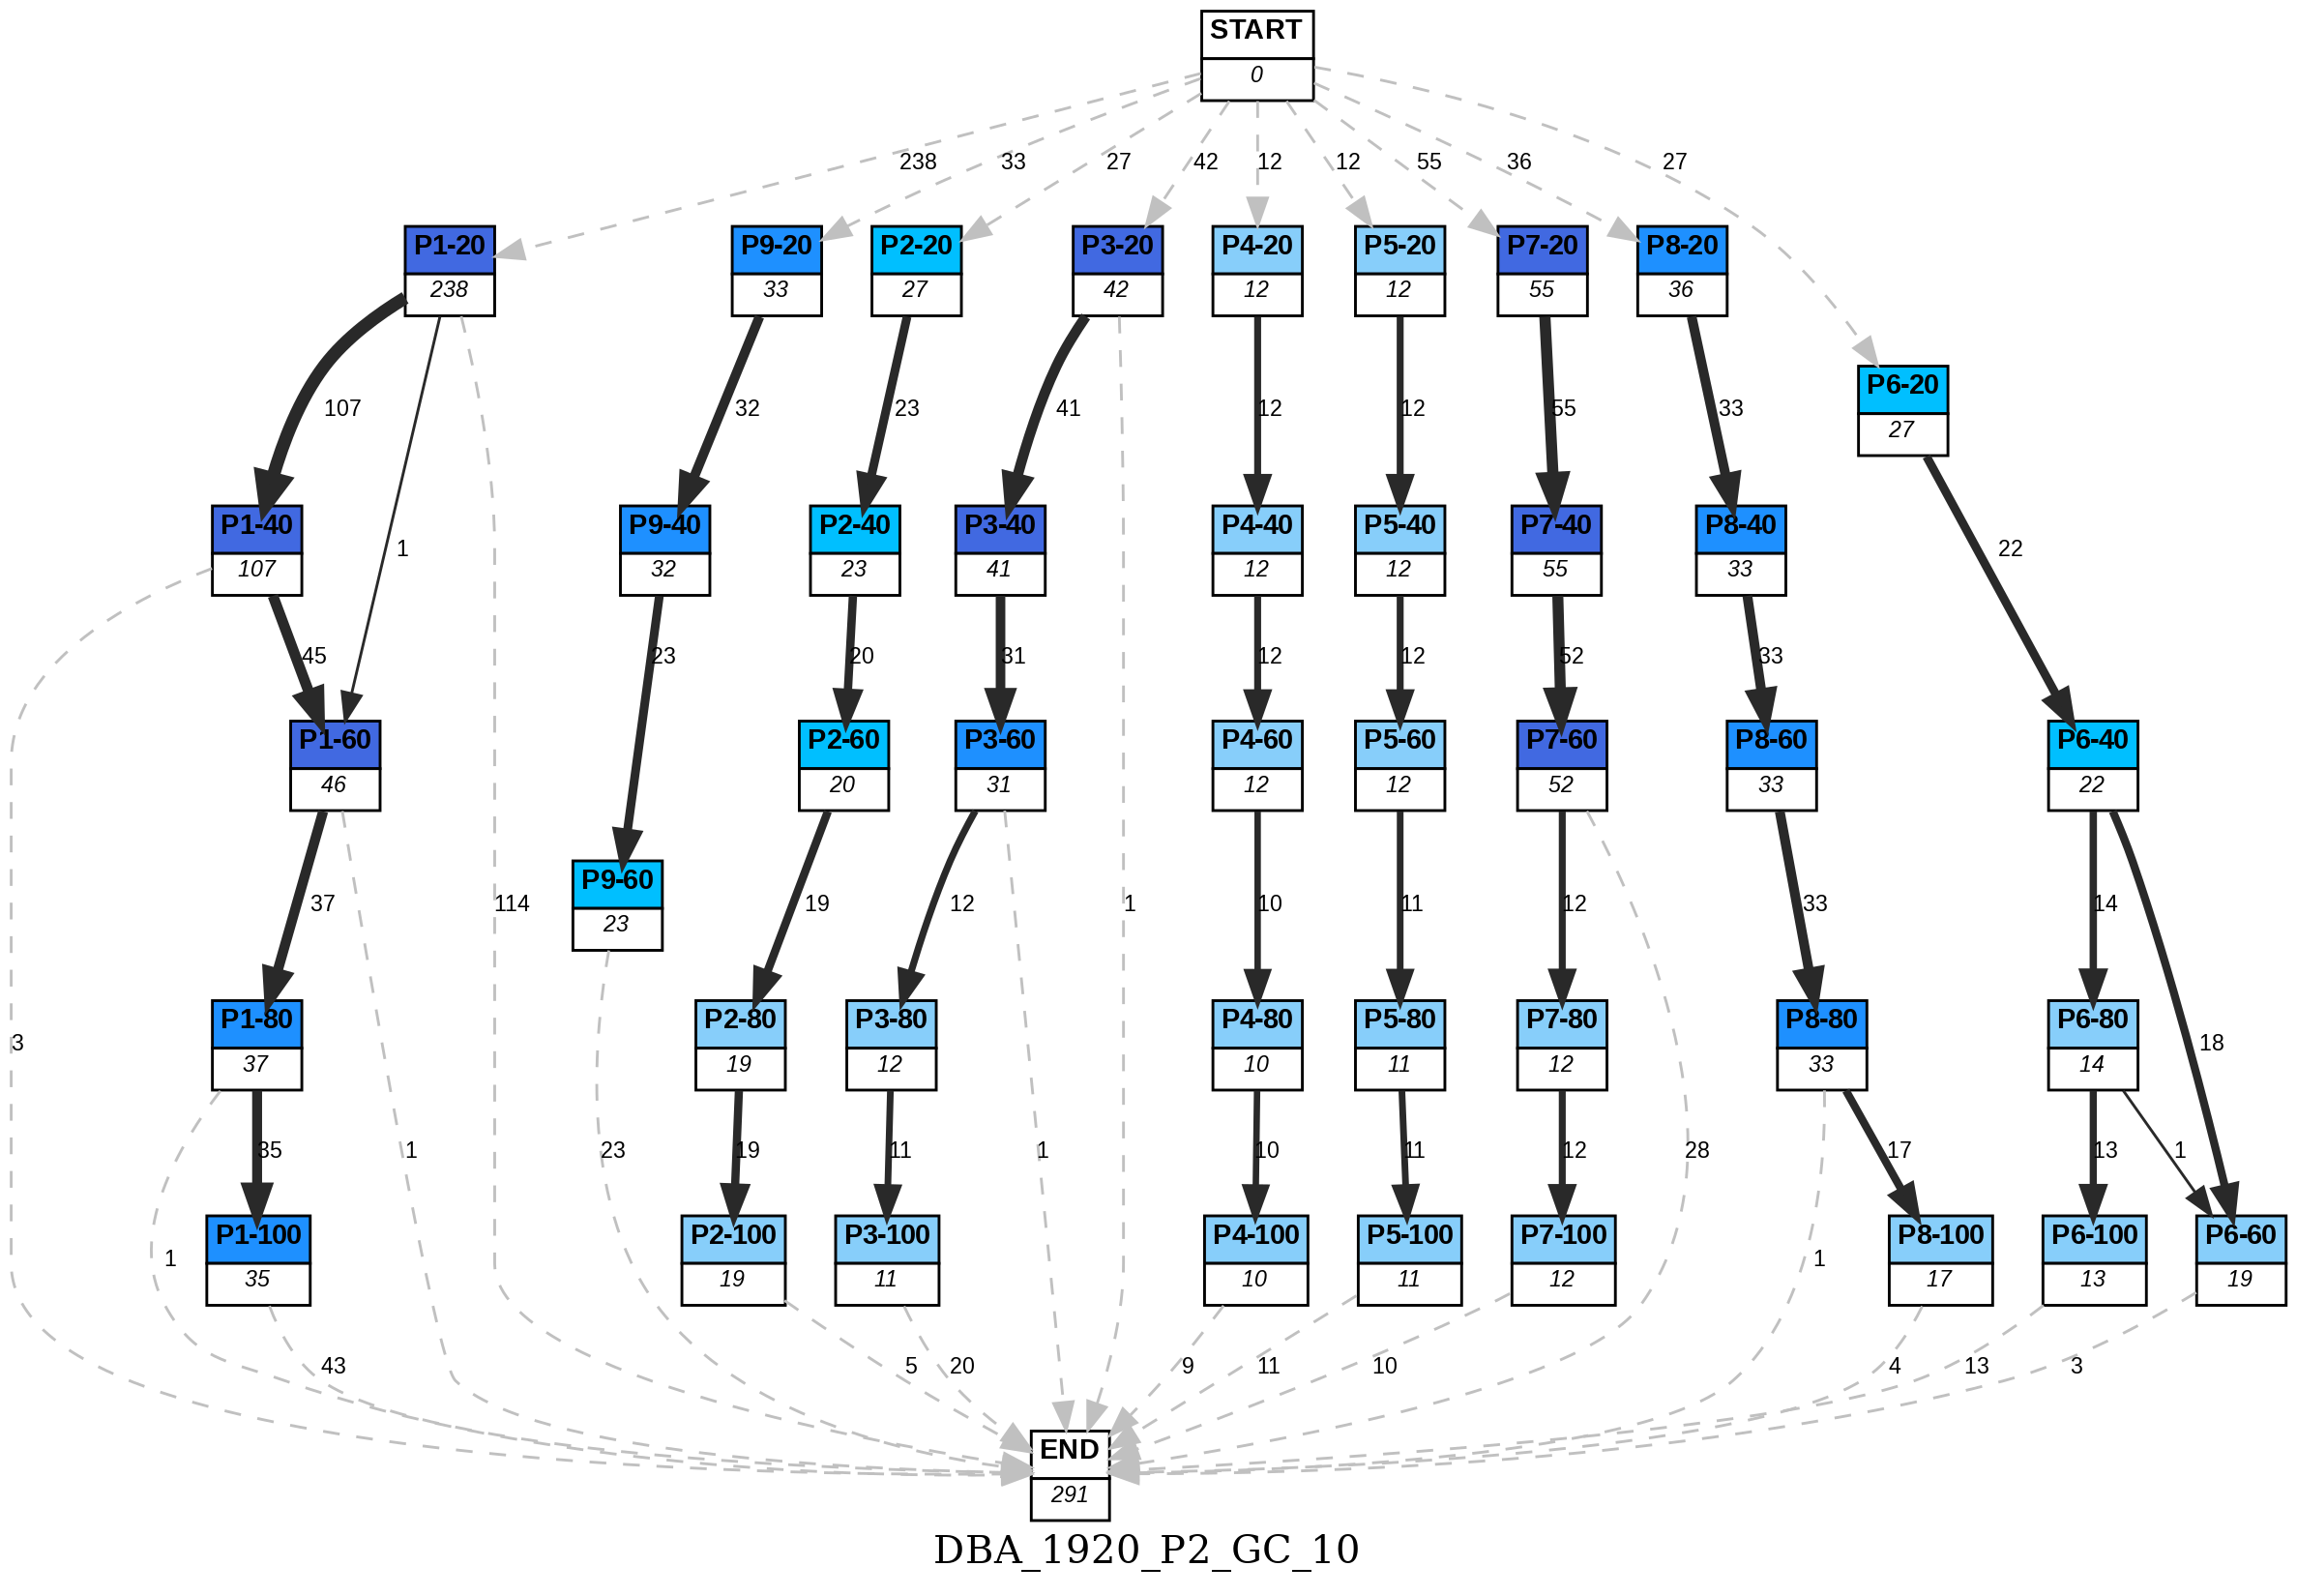 START
0
238
33
27
42
12
12
55
36
27
P1-20
238
P9-20
33
P2-20
27
P3-20
42
P4-20
12
P5-20
12
P7-20
55
P8-20
36
P6-20
27
107
32
23
41
12
12
55
33
P1-40
107
P9-40
32
P2-40
23
P3-40
41
P4-40
12
P5-40
12
P7-40
55
P8-40
33
1
22
45
23
20
31
12
12
52
33
P1-60
46
P2-60
20
P3-60
31
P4-60
12
P5-60
12
P7-60
52
P8-60
33
P6-40
22
P9-60
23
37
114
19
12
1
10
11
12
33
14
P1-80
37
P2-80
19
P3-80
12
P4-80
10
P5-80
11
P7-80
12
P8-80
33
P6-80
14
3
18
35
1
23
19
11
1
10
11
12
28
17
13
1
P1-100
35
P2-100
19
P3-100
11
P4-100
10
P5-100
11
P7-100
12
P8-100
17
P6-100
13
P6-60
19
1
1
43
5
20
9
11
10
4
13
3
END
291
DBA_1920_P2_GC_10